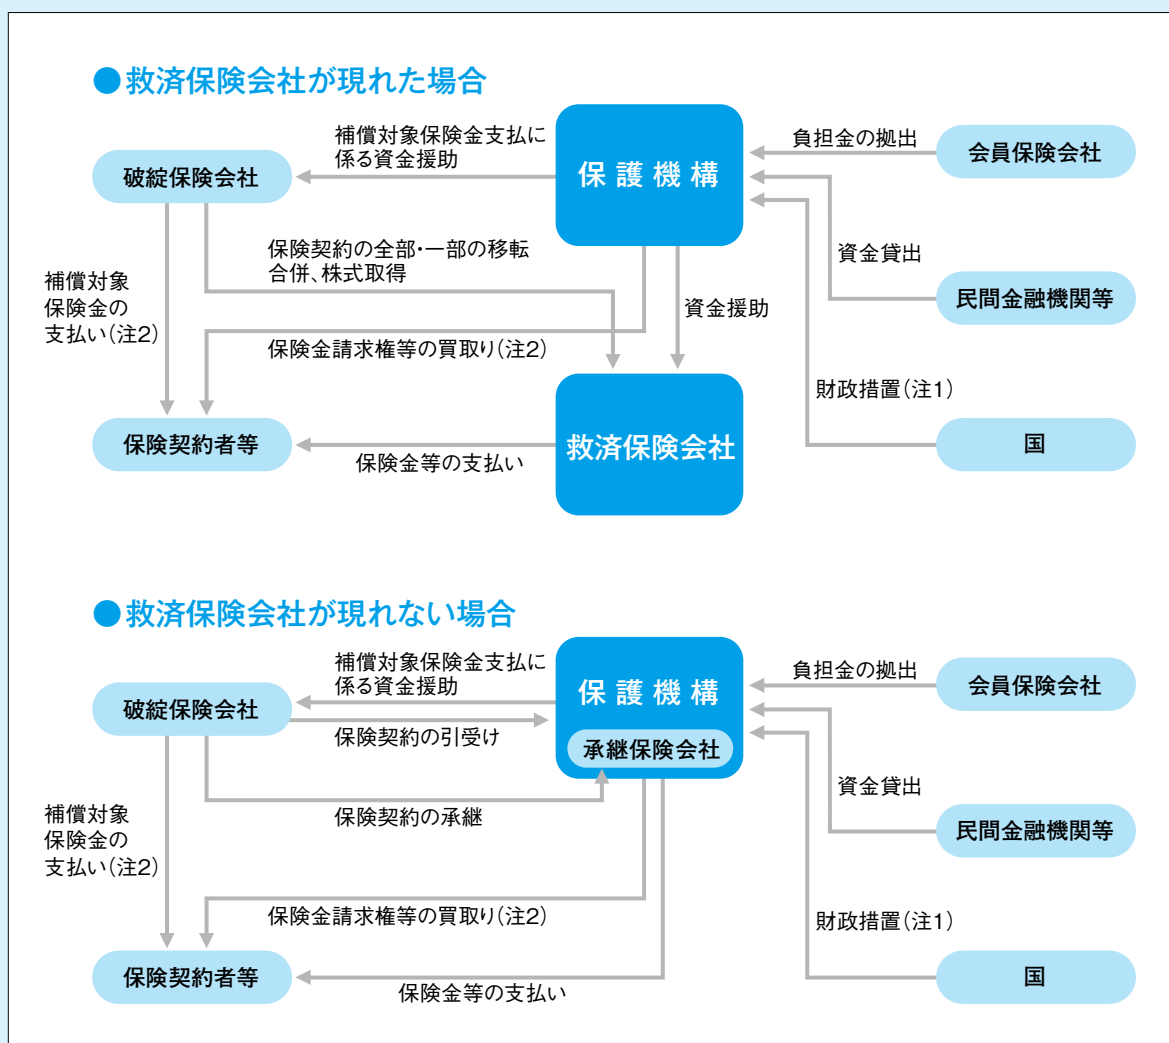 ●救済保険会社が現れた場合
補償対象保険金支払に
係る資金援助
保護機構
負担金の拠出
会員保険会社
破綻保険会社
保険契約の全部・一部の移転
合併、株式取得
資金貸出
補償対象
保険金の
支払い(注2)
民間金融機関等
資金援助
保険金請求権等の買取り(注2)
財政措置(注1)
保険契約者等
救済保険会社
国
保険金等の支払い
●救済保険会社が現れない場合
補償対象保険金支払に
係る資金援助
保護機構
負担金の拠出
会員保険会社
破綻保険会社
保険契約の引受け
承継保険会社
資金貸出
補償対象
保険金の
支払い(注2)
保険契約の承継
民間金融機関等
保険金請求権等の買取り(注2)
財政措置(注1)
保険契約者等
国
保険金等の支払い